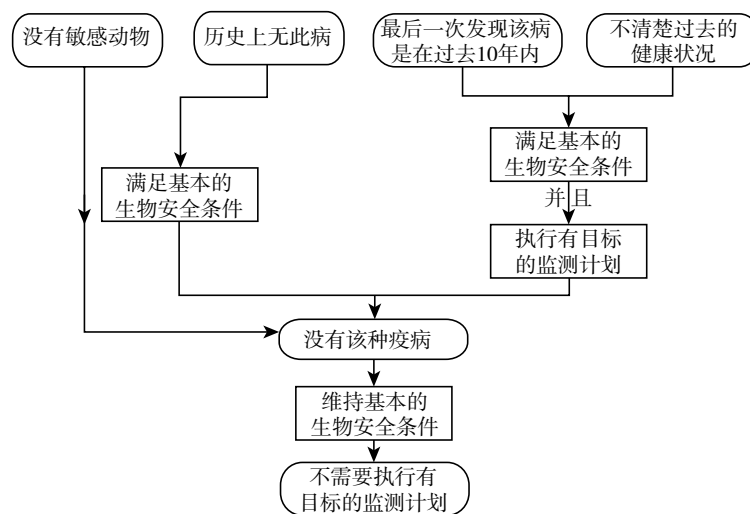 没有敏感动物
历史上无此病
最后一次发现该病
是在过去10年内
不清楚过去的
健康状况
满足基本的
生物安全条件
满足基本的
生物安全条件
并且
执行有目标
的监测计划
没有该种疫病
维持基本的
生物安全条件
不需要执行有
目标的监测计划